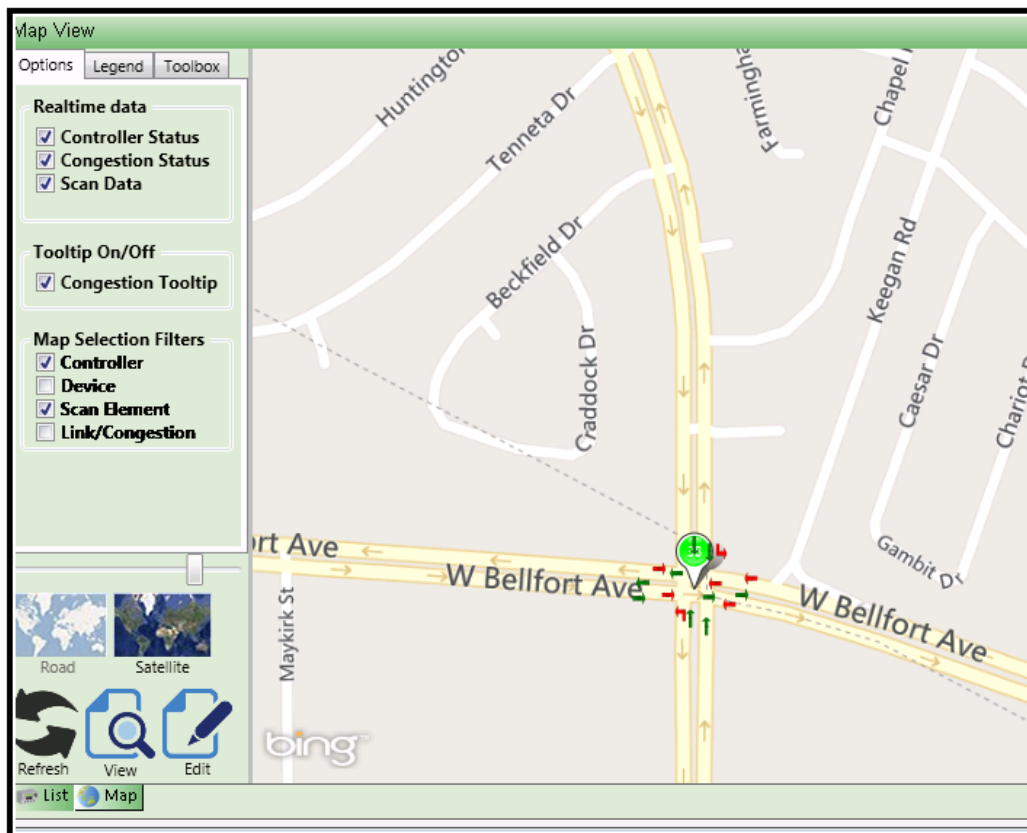 Map View
Options Legend Toolbox
Realtime data
Controller Status
Congestion Status
Scan Data
Tooltip On/Off
Congestion Tooltip
Map Selection Filters
Controller
Device
Scan Element
Link/Congestion
Road
Satellite
Refresh
View
Edit
List
Map
Huntington
Tenneta Dr
Farmingha
Chapel
Beckfield Dr
Keegan Rd
Craddock Dr
Caesar Dr
Chariot
Gambit Dr
ort Ave
W Bellfort Ave
W Bellfort Ave
Maykirk St
bing